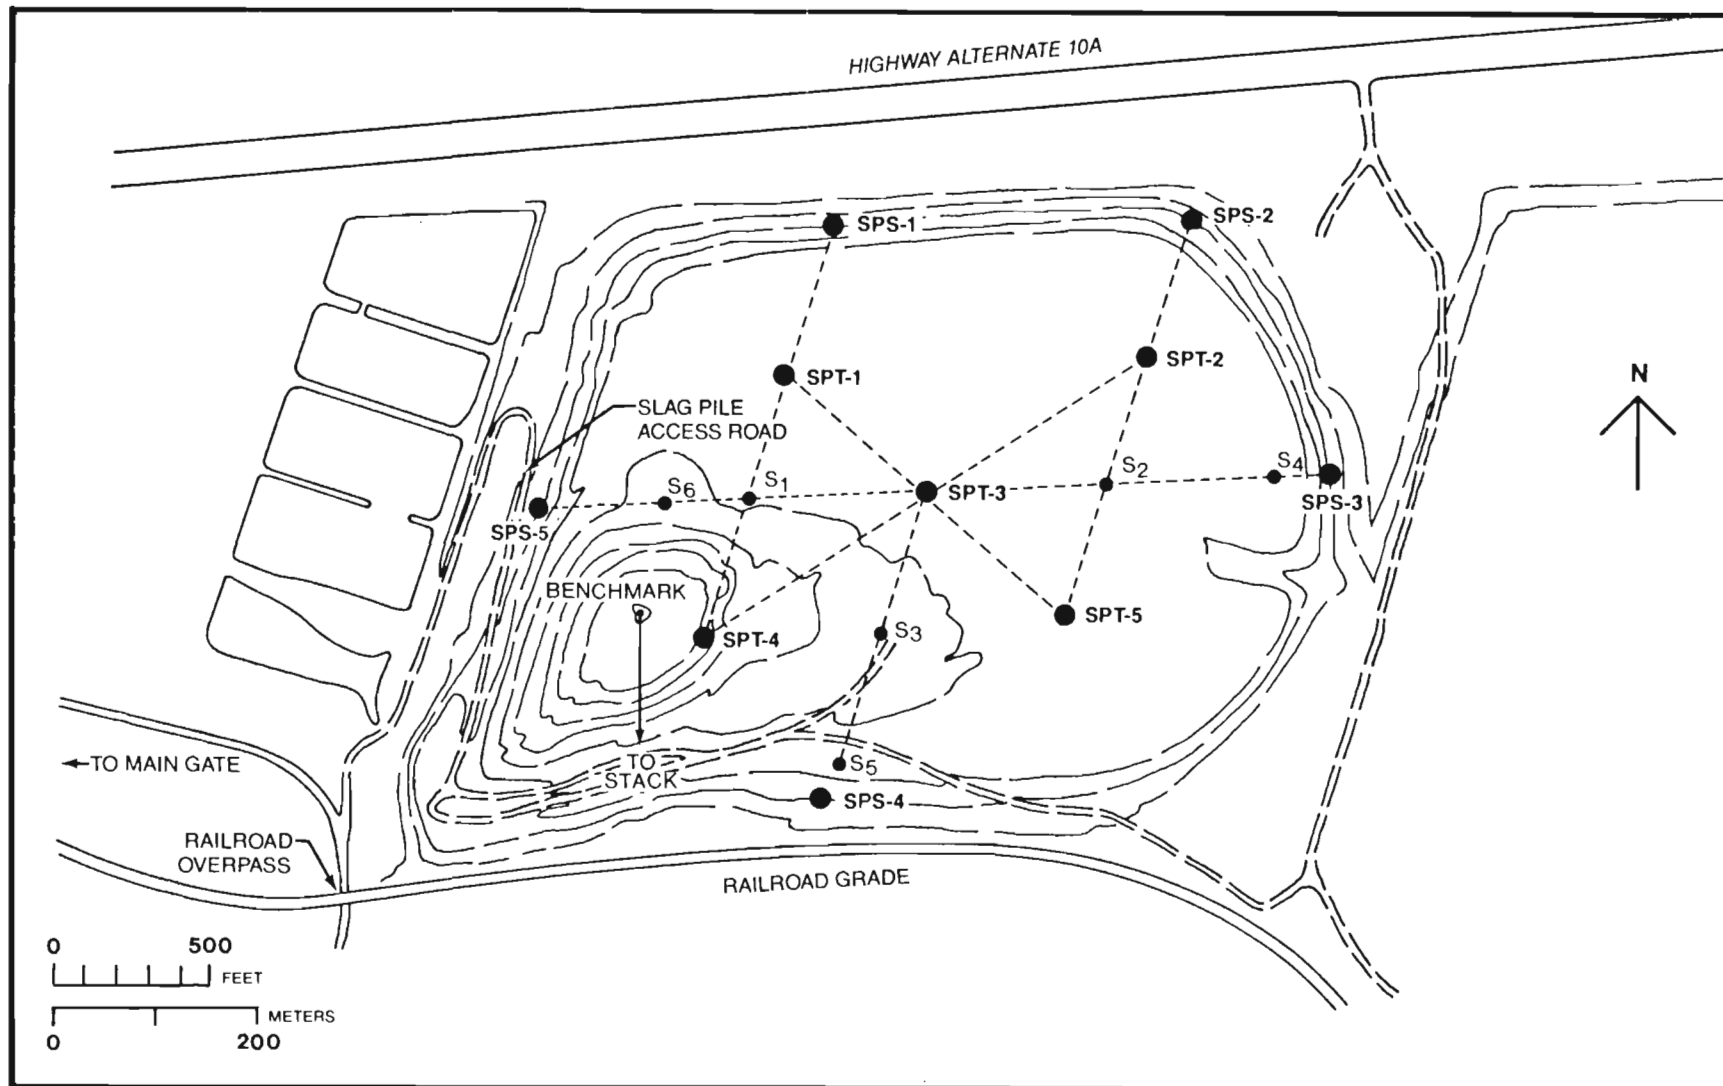 HIGHWAY ALTERNATE 10A
SPS-1
SPS-2
SPT-1
SPT-2
N
SLAG PILE
ACCESS ROAD
S6
S1
SPT-3
S2
S4
SPS-3
SPS-5
BENCHMARK
SPT-4
S3
SPT-5
TO MAIN GATE
TO
STACK
S5
SPS-4
RAILROAD
OVERPASS
RAILROAD GRADE
0 500
FEET
METERS
0 200